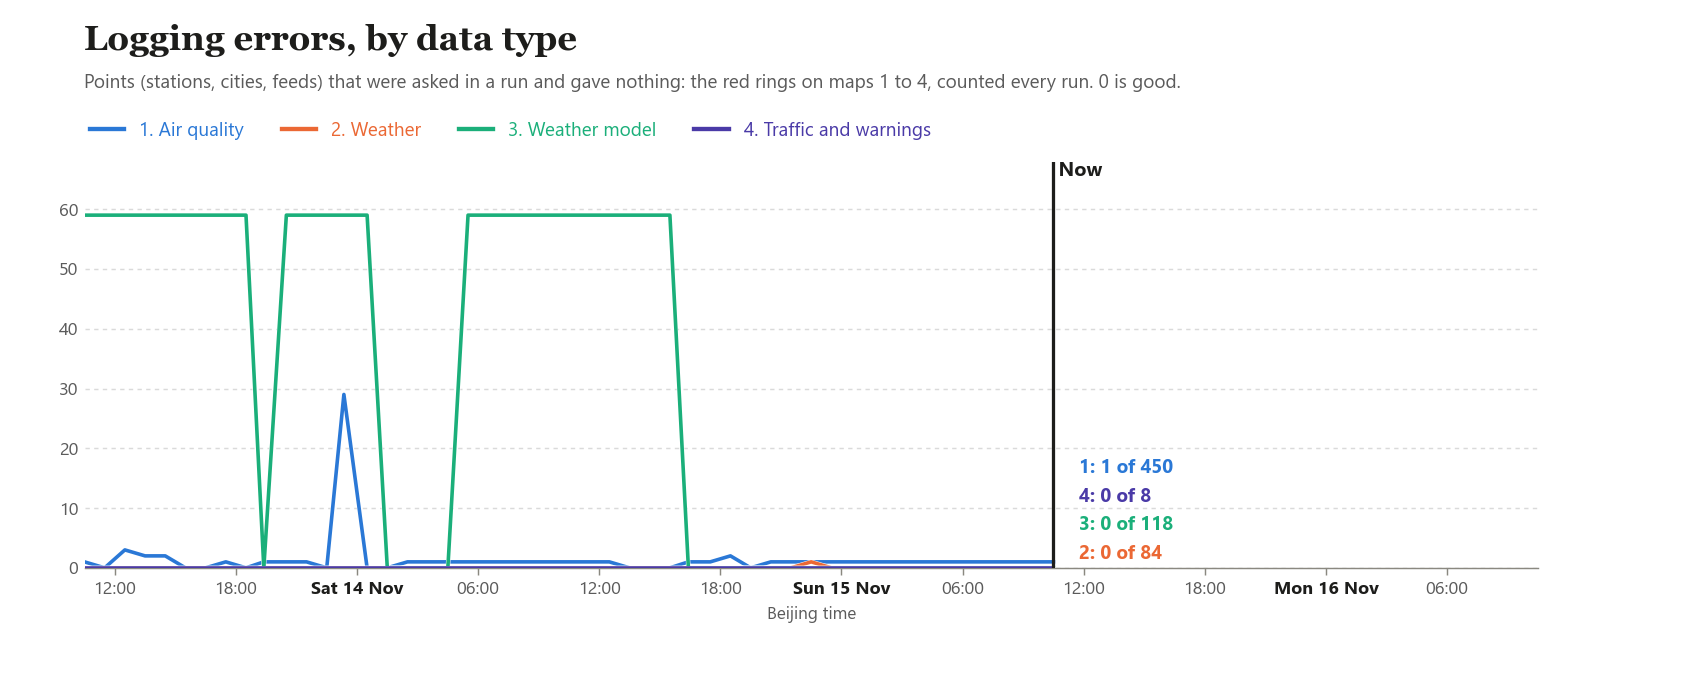 Logging errors, by data type
Points (stations, cities, feeds) that were asked in a run and gave nothing: the red rings on maps 1 to 4, counted every run. 0 is good.
1. Air quality
2. Weather
3. Weather model
4. Traffic and warnings
Now
60
50
40
30
20
10
0
1: 1 of 450
4: 0 of 8
3: 0 of 118
2: 0 of 84
12:00
18:00
Sat 14 Nov
06:00
12:00
18:00
Sun 15 Nov
06:00
12:00
18:00
Mon 16 Nov
06:00
Beijing time